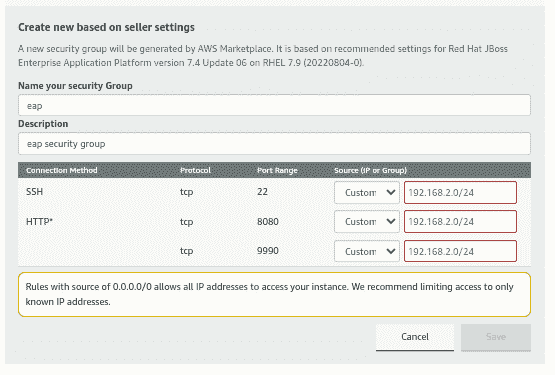 Create new based on seller settings
A new security group will be generated by AWS Marketplace. It is based on recommended settings for Red Hat JBoss
Enterprise Application Platform version 7.4 Update 06 on RHEL 7.9 (20220804-0).
Name your security Group
eap
Description
eap security group
Connection Method Protocol Port Range Source (IP or Group)
SSH tcp 22 Custom 192.168.2.0/24
HTTP* tcp 8080 Custom 192.168.2.0/24
tcp 9990 Custom 192.168.2.0/24
Rules with source of 0.0.0.0/0 allows all IP addresses to access your instance. We recommend limiting access to only
known IP addresses.
Cancel Save